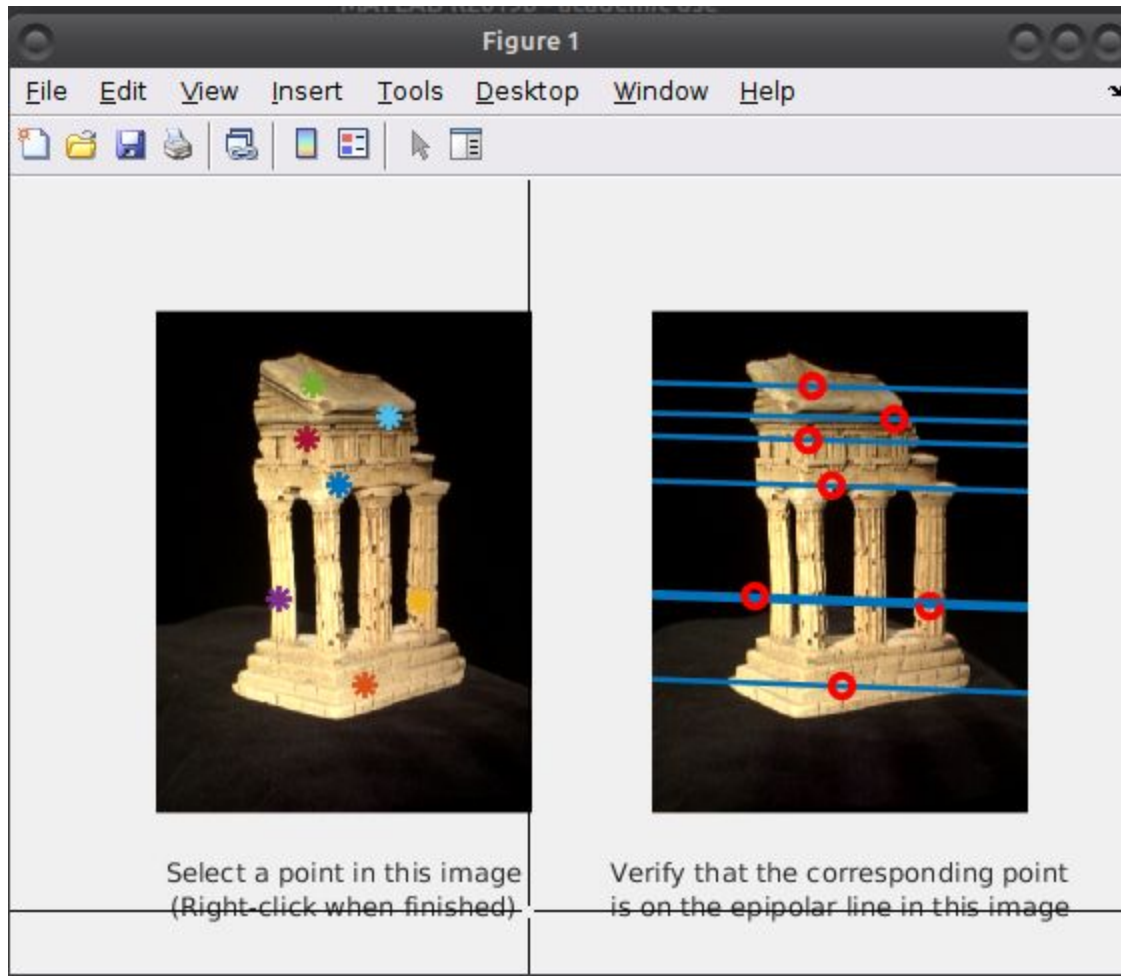 Figure 1
File Edit View Insert Tools Desktop Window Help
Select a point in this image
(Right-click when finished)
Verify that the corresponding point
is on the epipolar line in this image